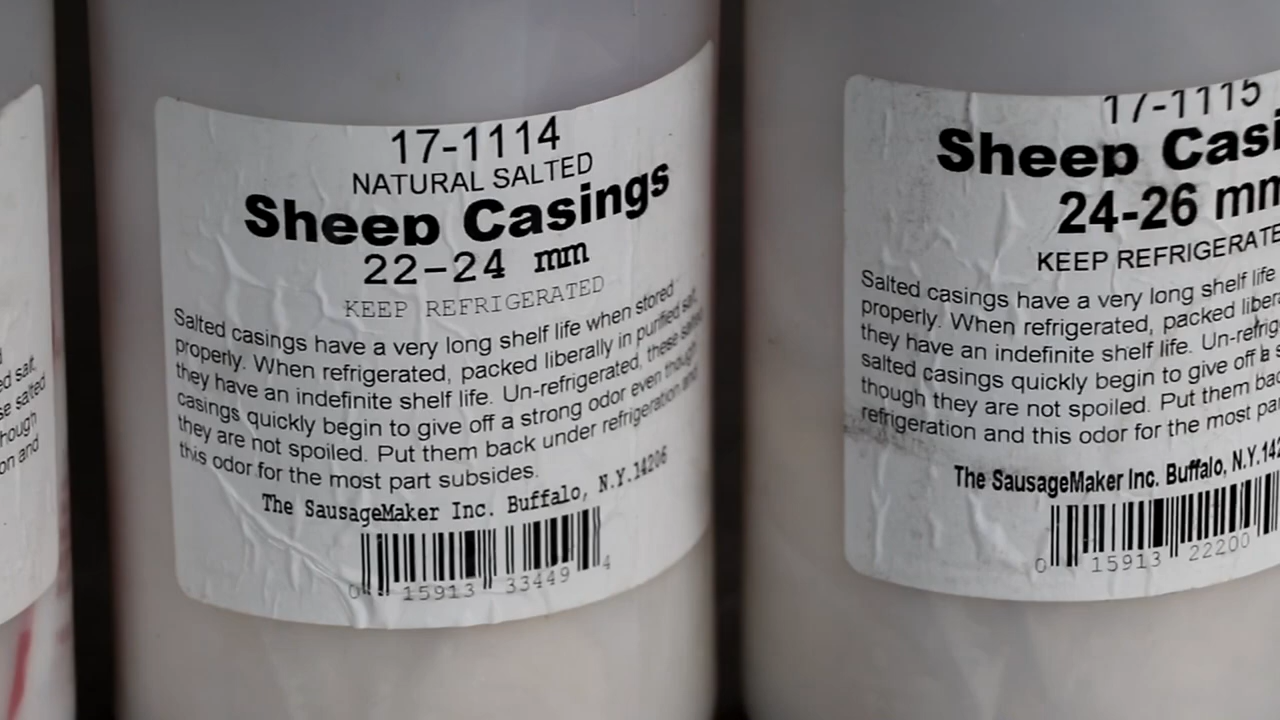 17-1114
NATURAL SALTED
Sheep Casings
22-24 mm
KEEP REFRIGERATED
Salted casings have a very long shelf life when stored
properly. When refrigerated, packed liberally in purified salt,
they have an indefinite shelf life. Un-refrigerated, these salted
casings quickly begin to give off a strong odor even though
they are not spoiled. Put them back under refrigeration and
this odor for the most part subsides.
The SausageMaker Inc. Buffalo, N.Y.14206
0 15913 33449 4
17-1115
Sheep Casi
24-26 mm
KEEP REFRIGERATE
Salted casings have a very long shelf life
properly. When refrigerated, packed libera
they have an indefinite shelf life. Un-refrig
salted casings quickly begin to give off a s
though they are not spoiled. Put them bac
refrigeration and this odor for the most pa
The SausageMaker Inc. Buffalo, N.Y.142
0 15913 22200
ed salt,
se salted
hough
on and